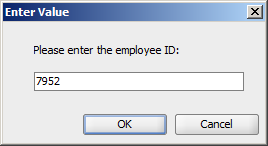 Enter Value
Please enter the employee ID:
7952
OK
Cancel